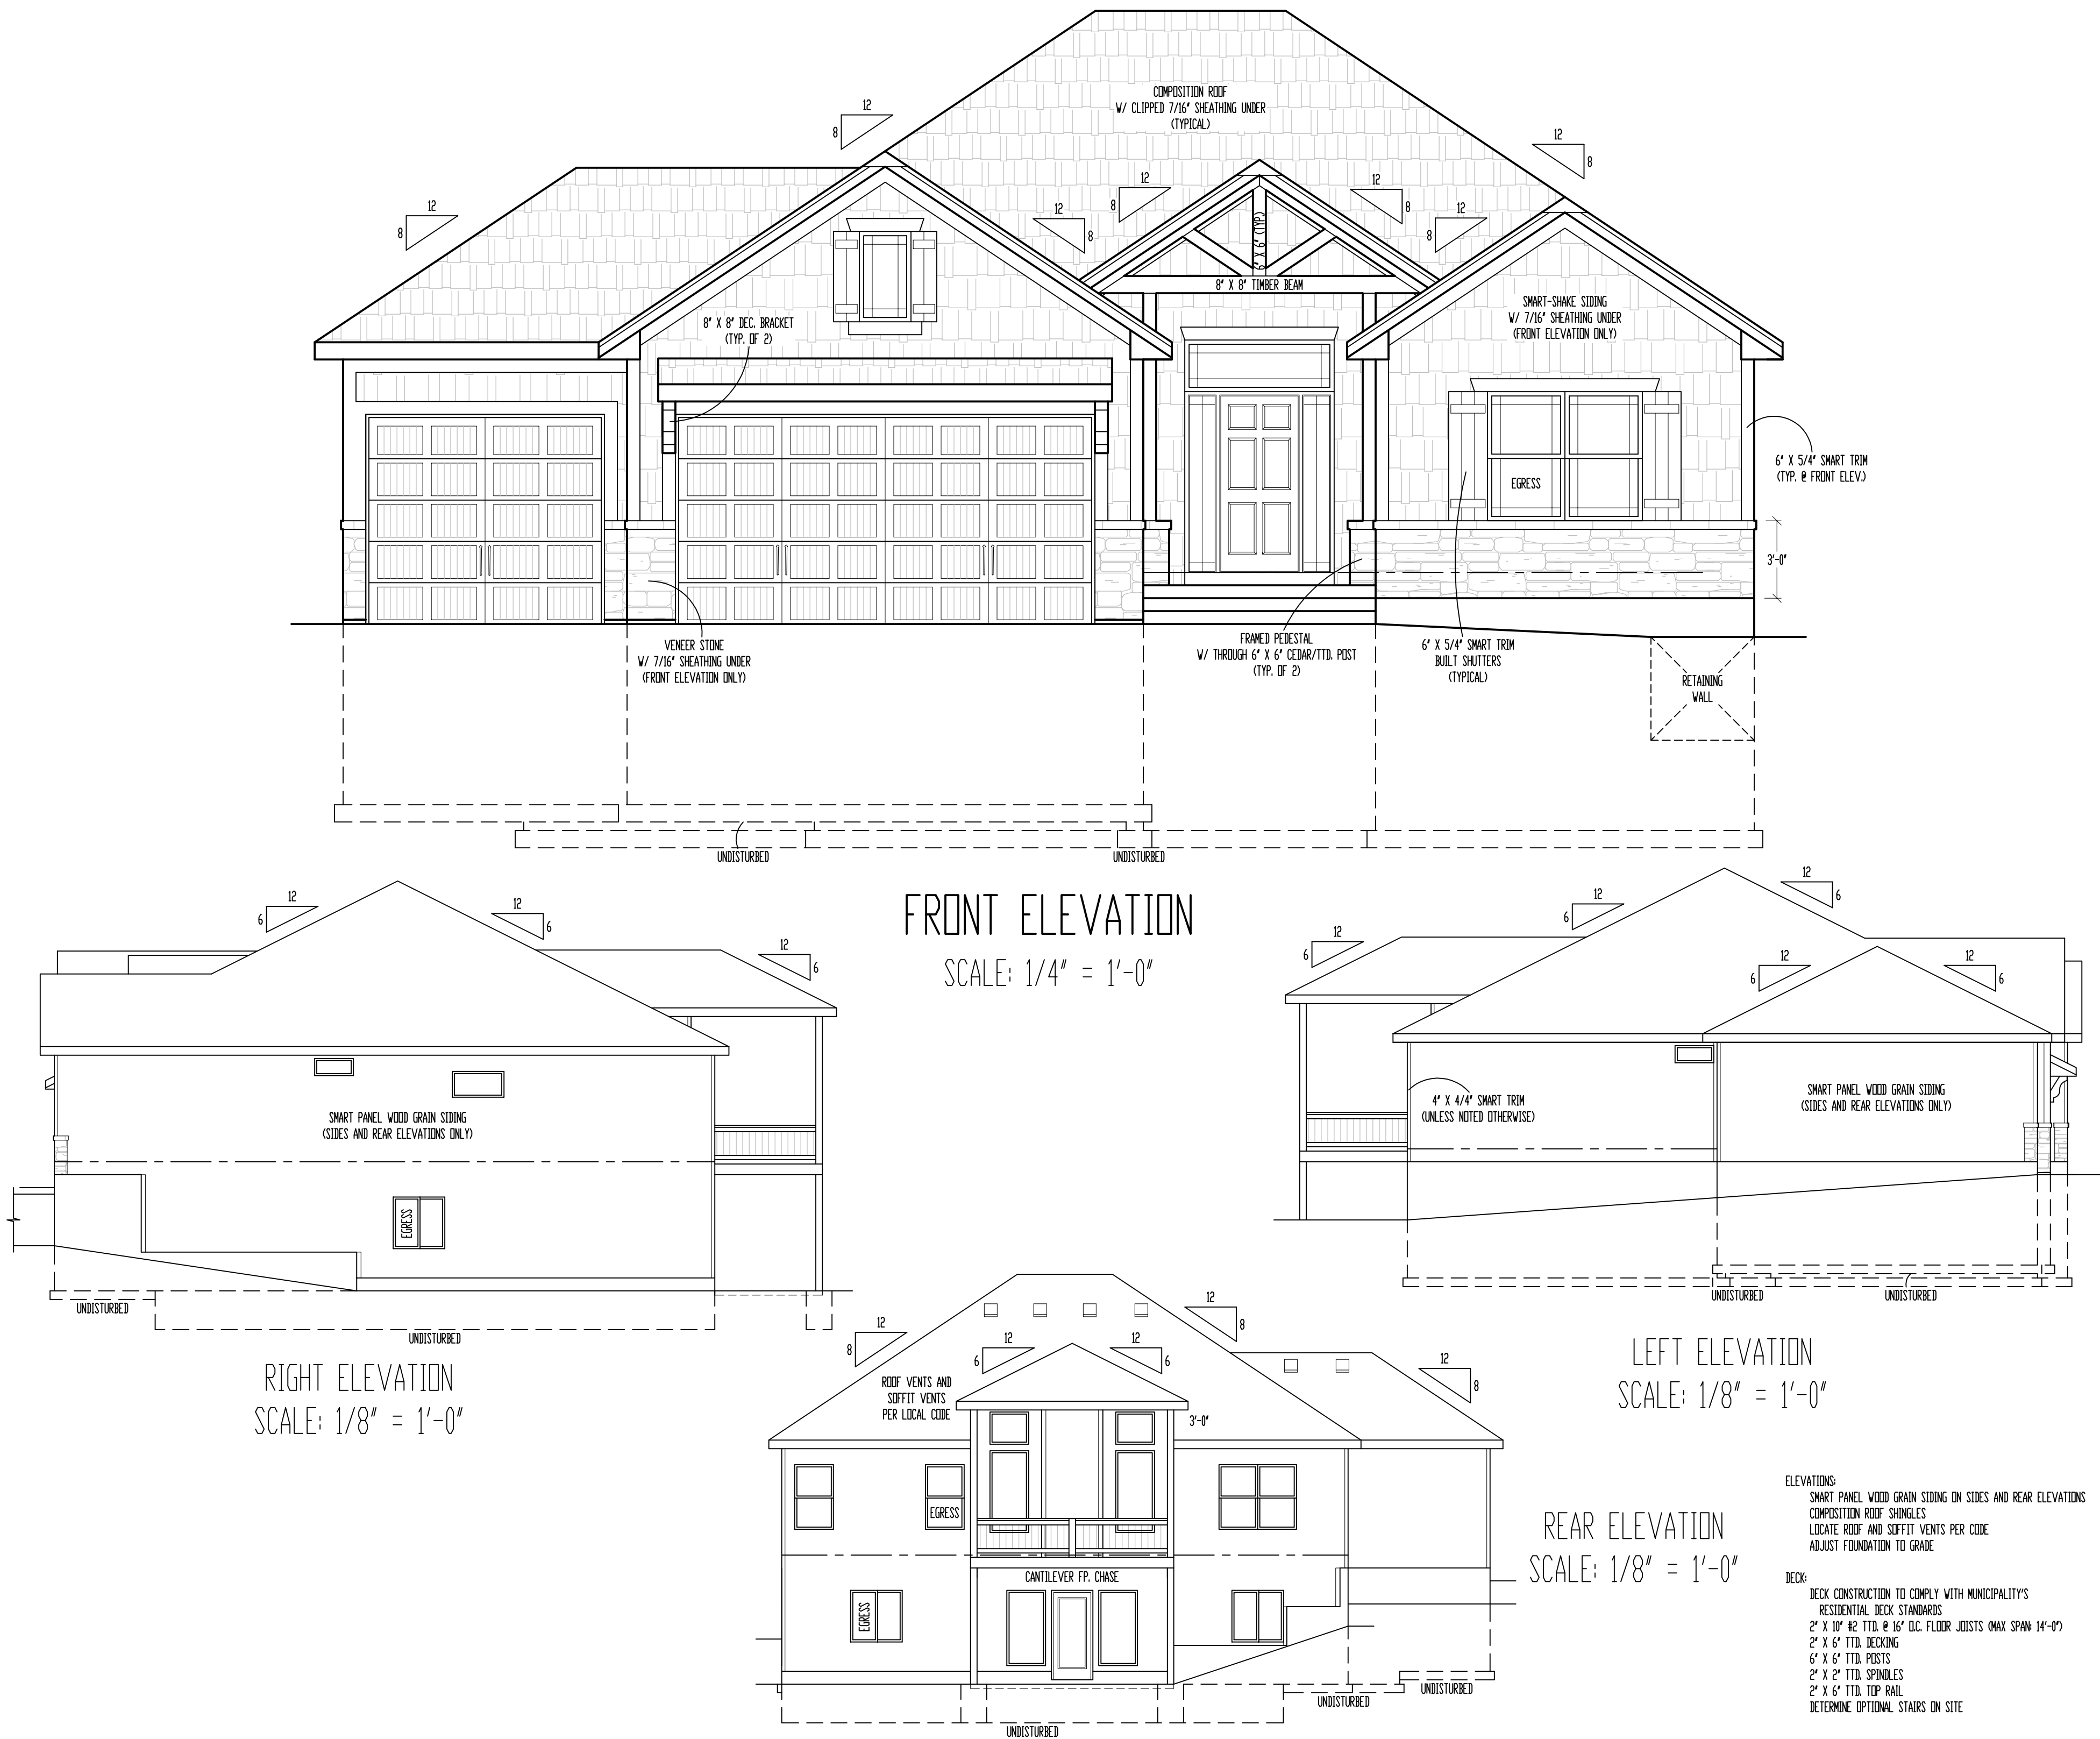 COMPOSITION ROOF
W/ CLIPPED 7/16" SHEATHING UNDER
(TYPICAL)
12
8
12
8
12
8
12
8
12
8
12
8
12
8
6" X 6" (TYP.)
8" X 8" TIMBER BEAM
8" X 8" DEC. BRACKET
(TYP. OF 2)
SMART-SHAKE SIDING
W/ 7/16" SHEATHING UNDER
(FRONT ELEVATION ONLY)
6" X 5/4" SMART TRIM
(TYP. @ FRONT ELEV.)
EGRESS
3'-0"
VENEER STONE
W/ 7/16" SHEATHING UNDER
(FRONT ELEVATION ONLY)
FRAMED PEDESTAL
W/ THROUGH 6" X 6" CEDAR/TTD. POST
(TYP. OF 2)
6" X 5/4" SMART TRIM
BUILT SHUTTERS
(TYPICAL)
RETAINING
WALL
UNDISTURBED
UNDISTURBED
FRONT ELEVATION
SCALE: 1/4" = 1'-0"
12
6
12
6
12
6
SMART PANEL WOOD GRAIN SIDING
(SIDES AND REAR ELEVATIONS ONLY)
EGRESS
UNDISTURBED
UNDISTURBED
RIGHT ELEVATION
SCALE: 1/8" = 1'-0"
12
6
12
6
12
6
12
6
12
6
4" X 4/4" SMART TRIM
(UNLESS NOTED OTHERWISE)
SMART PANEL WOOD GRAIN SIDING
(SIDES AND REAR ELEVATIONS ONLY)
UNDISTURBED
UNDISTURBED
LEFT ELEVATION
SCALE: 1/8" = 1'-0"
12
8
12
6
12
6
12
8
12
8
ROOF VENTS AND
SOFFIT VENTS
PER LOCAL CODE
3'-0"
EGRESS
CANTILEVER FP. CHASE
EGRESS
UNDISTURBED
UNDISTURBED
UNDISTURBED
REAR ELEVATION
SCALE: 1/8" = 1'-0"
ELEVATIONS:
SMART PANEL WOOD GRAIN SIDING ON SIDES AND REAR ELEVATIONS
COMPOSITION ROOF SHINGLES
LOCATE ROOF AND SOFFIT VENTS PER CODE
ADJUST FOUNDATION TO GRADE
DECK:
DECK CONSTRUCTION TO COMPLY WITH MUNICIPALITY'S
RESIDENTIAL DECK STANDARDS
2" X 10" #2 TTD. @ 16" O.C. FLOOR JOISTS (MAX SPAN: 14'-0")
2" X 6" TTD. DECKING
6" X 6" TTD. POSTS
2" X 2" TTD. SPINDLES
2" X 6" TTD. TOP RAIL
DETERMINE OPTIONAL STAIRS ON SITE